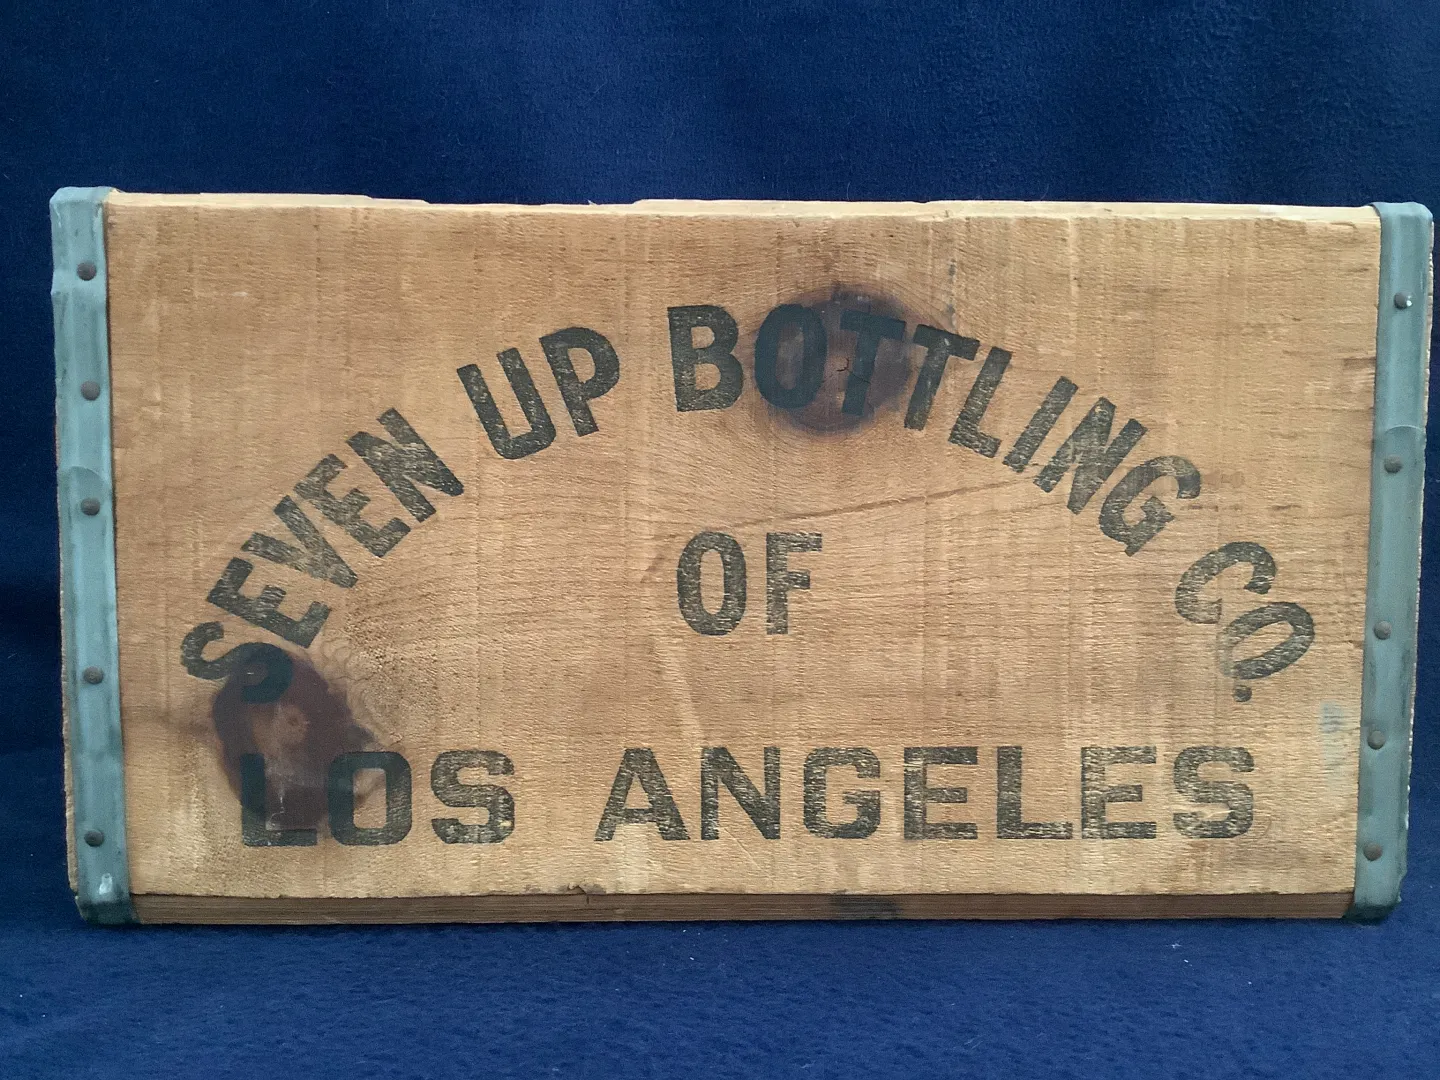 SEVEN UP BOTTLING CO.
OF
LOS ANGELES